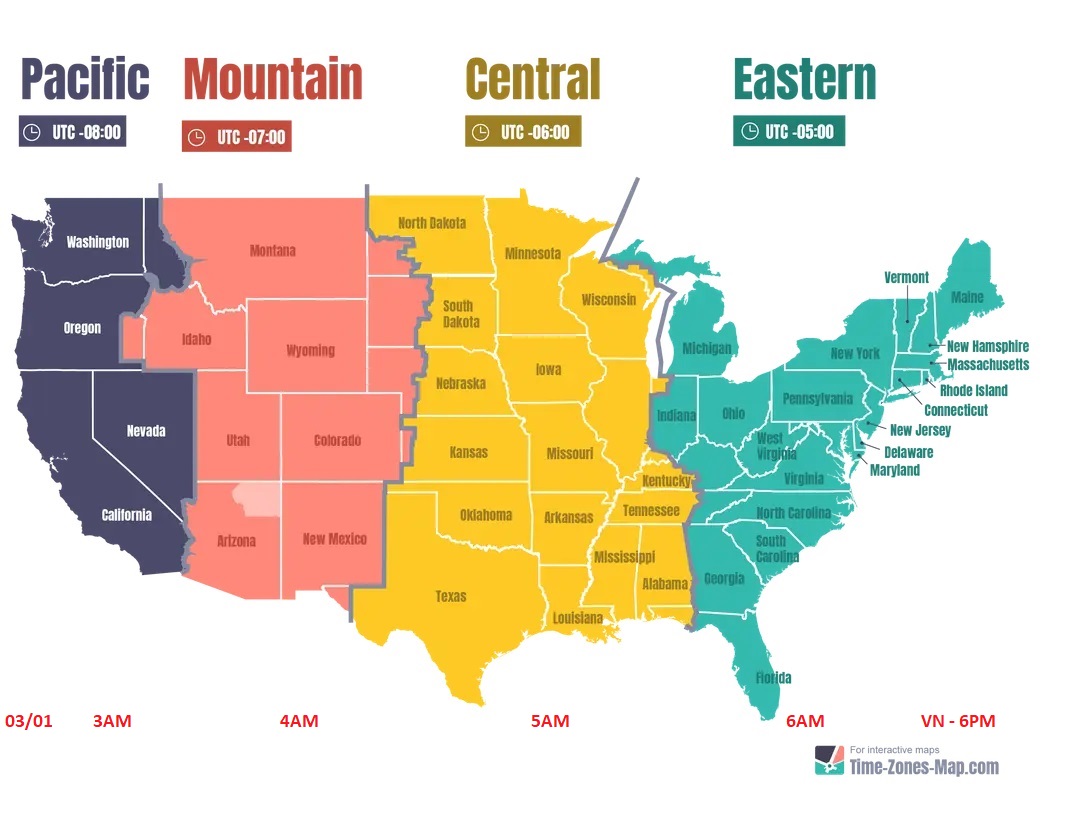 Pacific Mountain Central Eastern
UTC -08:00 UTC -07:00 UTC -06:00 UTC -05:00
Washington
Oregon
Nevada
California
Montana
Idaho
Wyoming
Utah
Colorado
Arizona
New Mexico
North Dakota
Minnesota
South
Dakota
Wisconsin
Nebraska
Iowa
Kansas
Missouri
Oklahoma
Arkansas
Kentucky
Tennessee
Mississippi
Alabama
Texas
Louisiana
Michigan
Indiana
Ohio
West
Virginia
Virginia
Pennsylvania
New York
Vermont
Maine
New Hamsphire
Massachusetts
Rhode Island
Connecticut
New Jersey
Delaware
Maryland
North Carolina
South
Carolina
Georgia
Florida
03/01 3AM 4AM 5AM 6AM VN - 6PM
For interactive maps
Time-Zones-Map.com